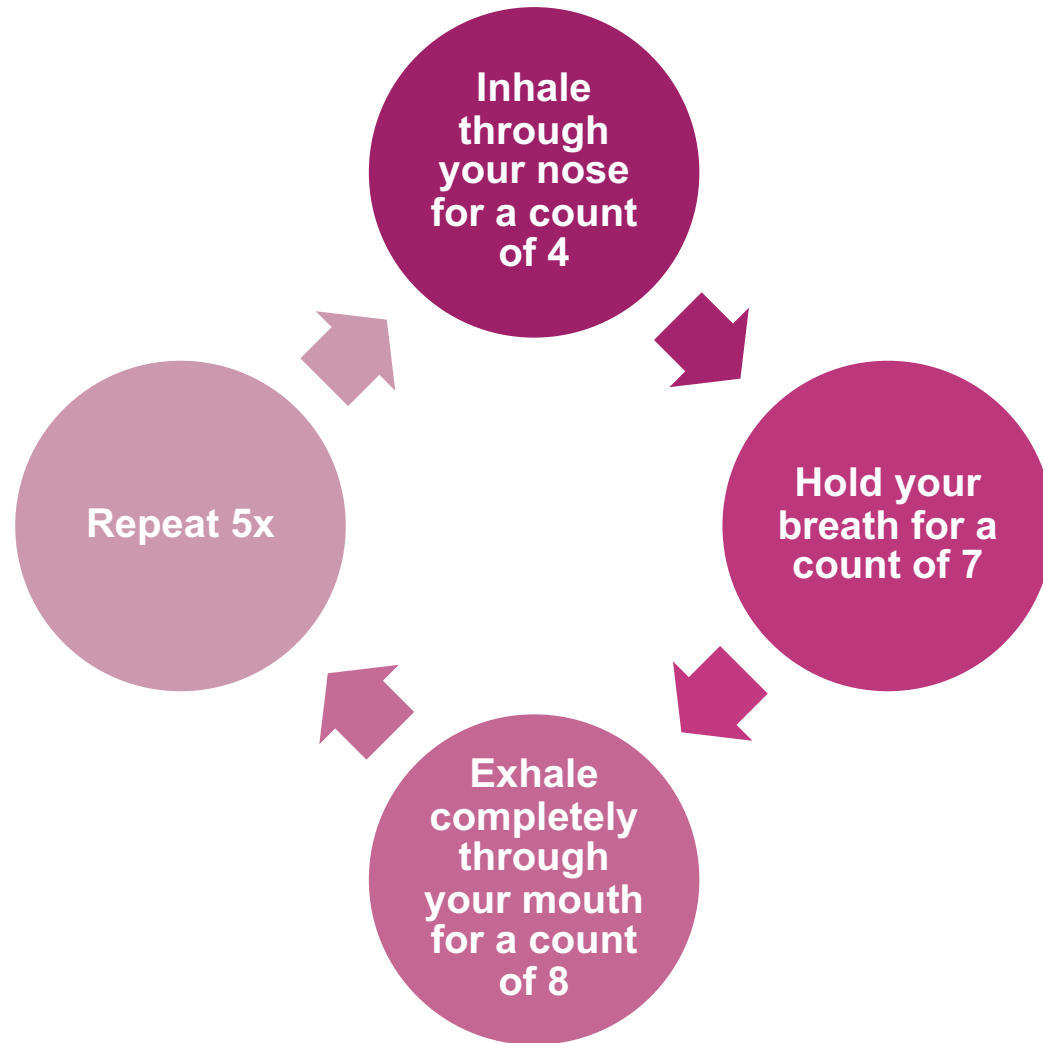 Inhale
through
your nose
for a count
of 4
Hold your
breath for a
count of 7
Exhale
completely
through
your mouth
for a count
of 8
Repeat 5x